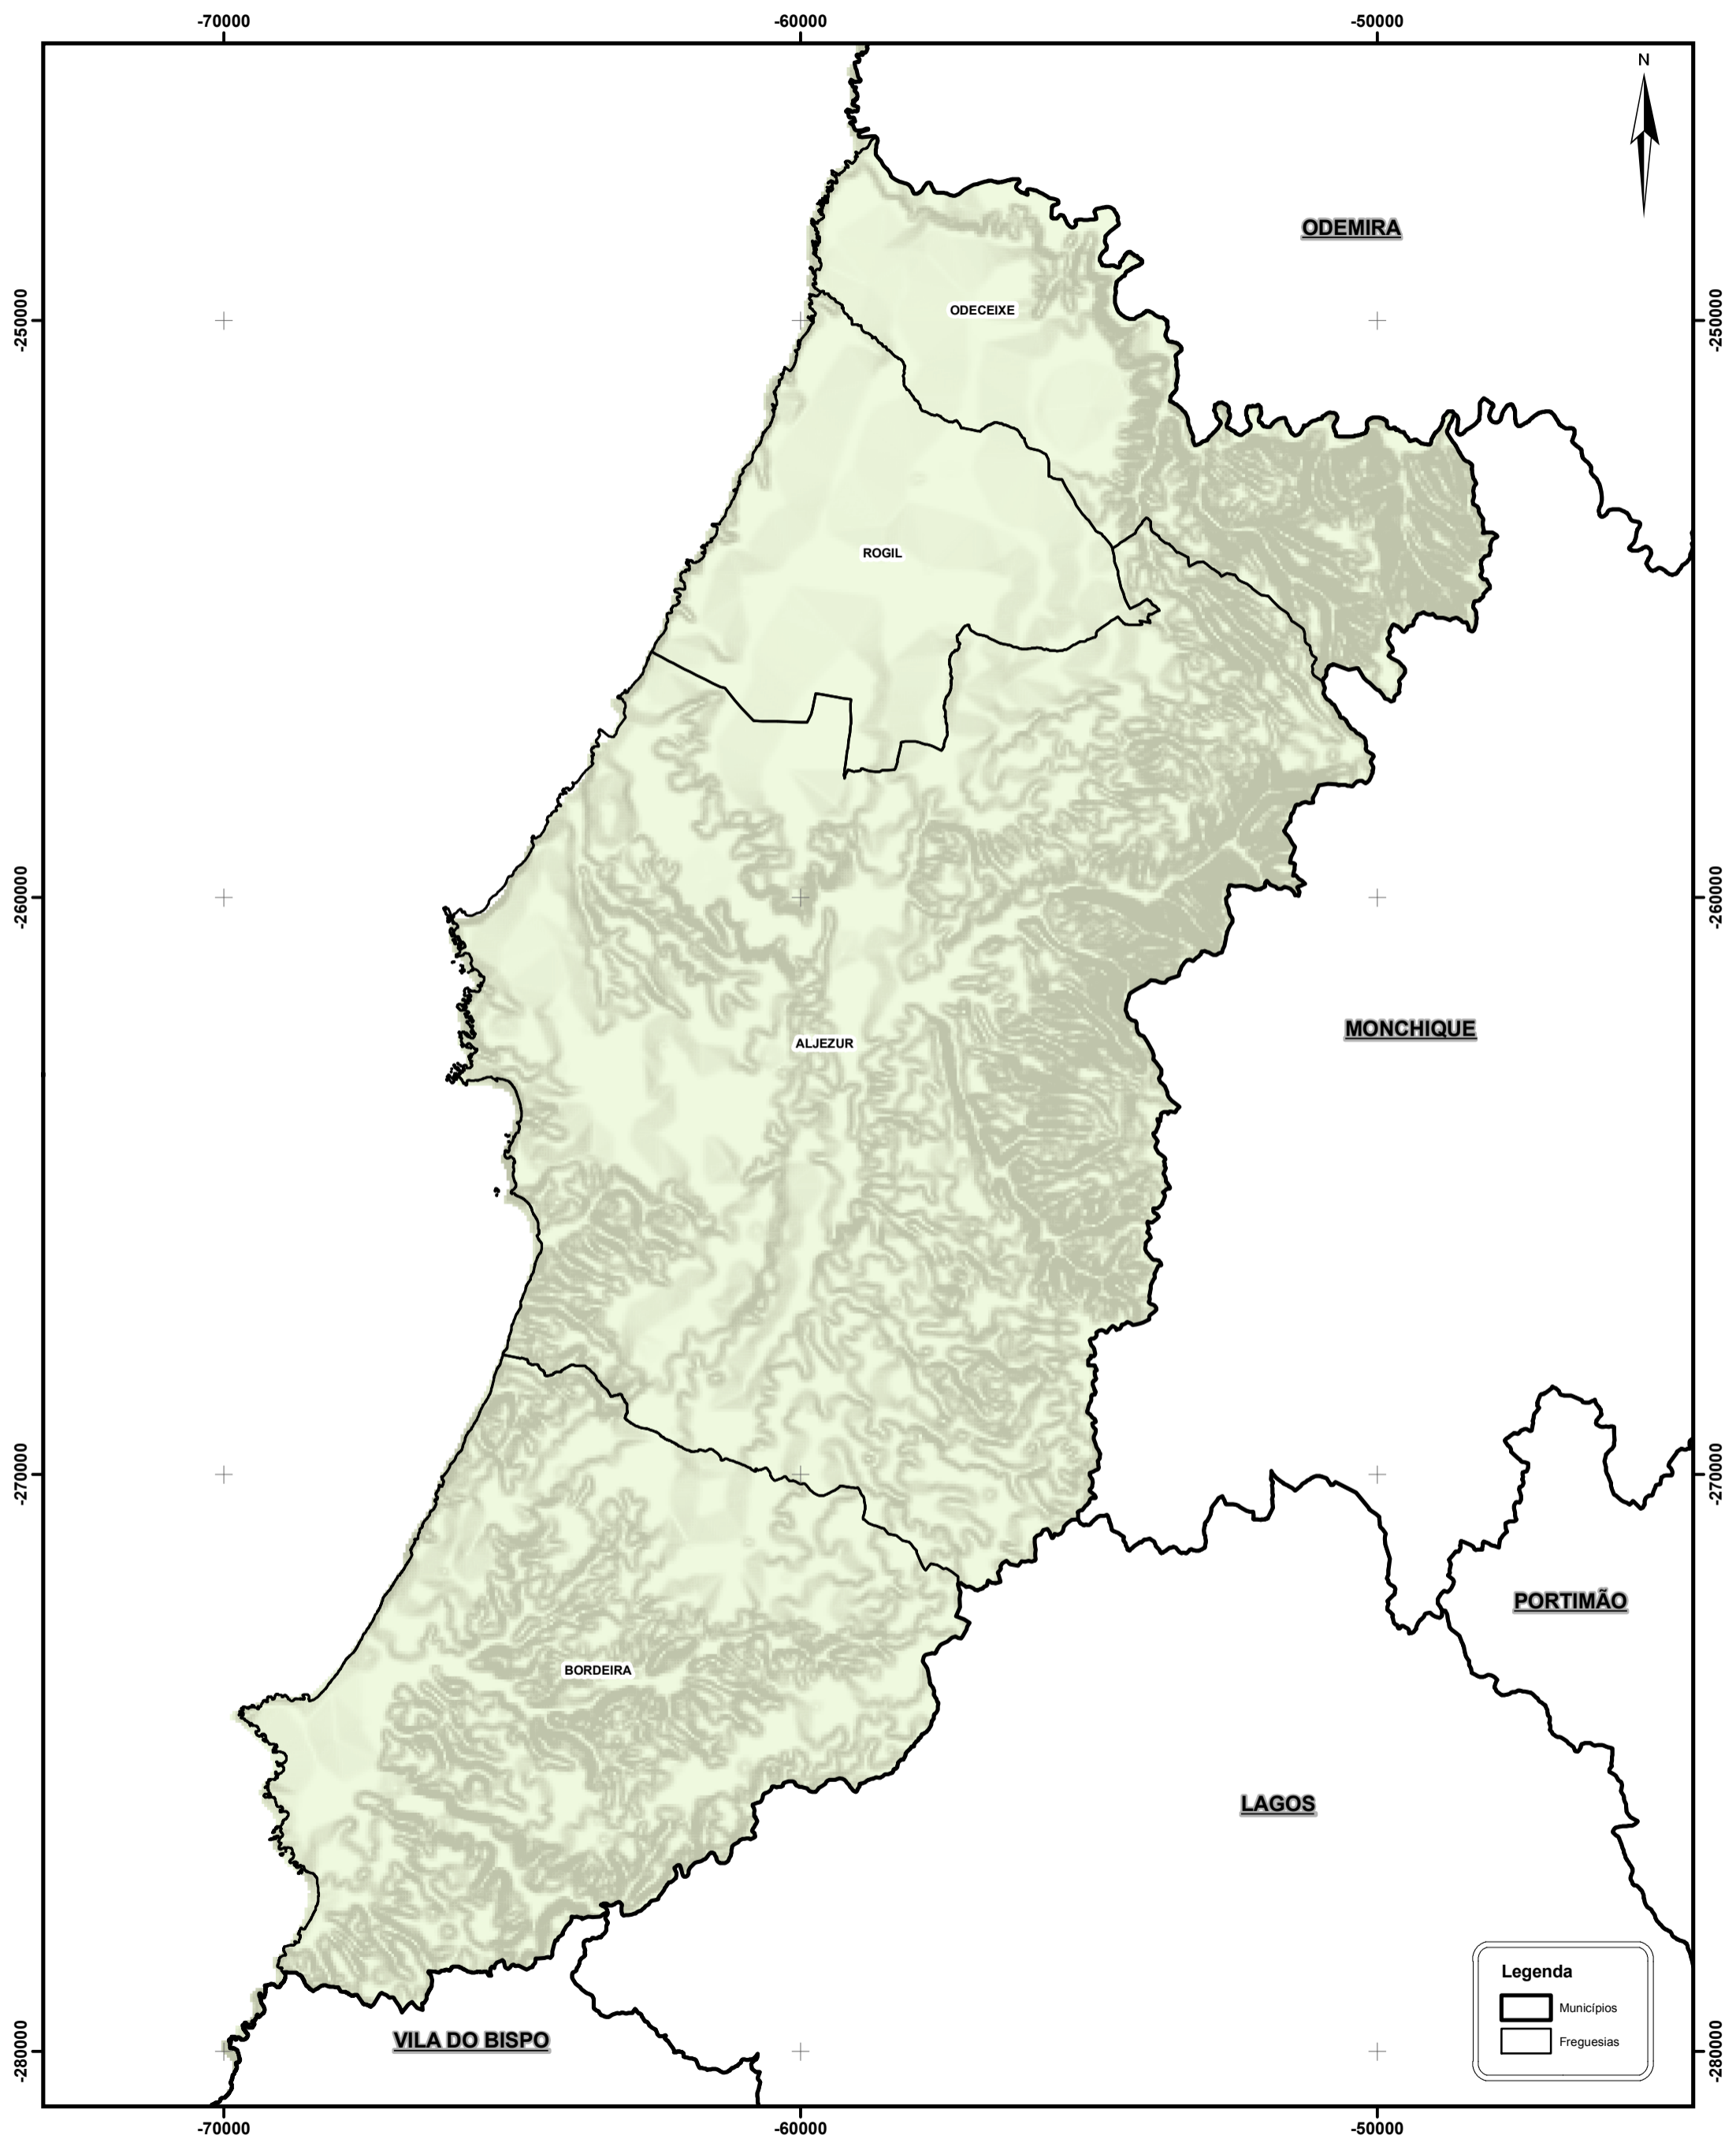 -70000
-60000
-50000
N
ODEMIRA
-250000
ODECEIXE
-250000
ROGIL
-260000
-260000
MONCHIQUE
ALJEZUR
-270000
-270000
PORTIMÃO
BORDEIRA
LAGOS
Legenda
Municípios
Freguesias
VILA DO BISPO
-280000
-280000
-70000
-60000
-50000